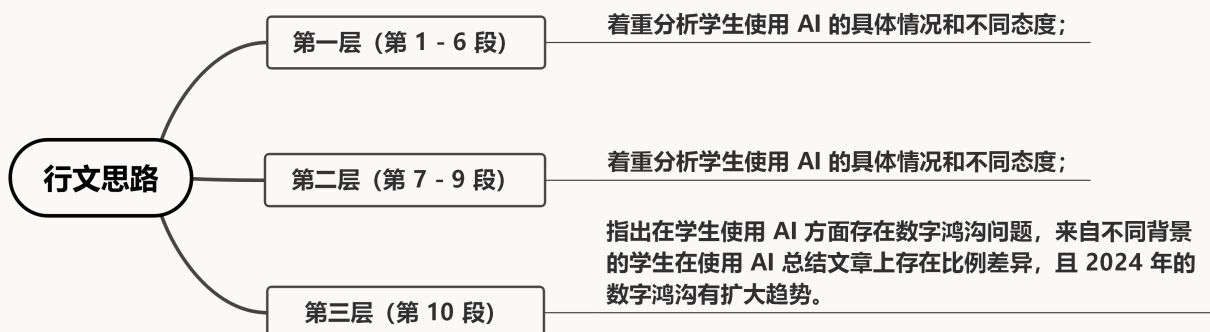 行文思路
第一层（第 1 - 6 段）
着重分析学生使用 AI 的具体情况和不同态度；
第二层（第 7 - 9 段）
着重分析学生使用 AI 的具体情况和不同态度；
第三层（第 10 段）
指出在学生使用 AI 方面存在数字鸿沟问题，来自不同背景
的学生在使用 AI 总结文章上存在比例差异，且 2024 年的
数字鸿沟有扩大趋势。